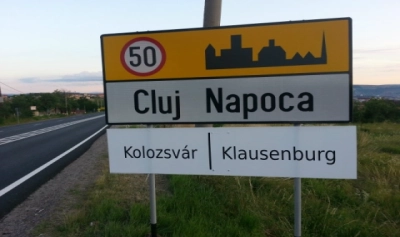 50
Cluj Napoca
Kolozsvár | Klausenburg